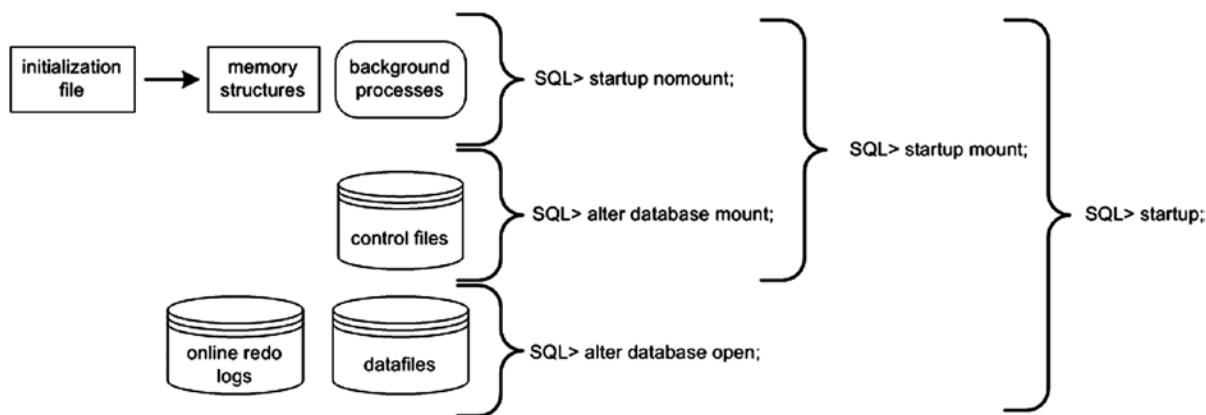 initialization
file
memory
structures
background
processes
SQL> startup nomount;
SQL> startup mount;
control files
SQL> alter database mount;
SQL> startup;
online redo
logs
datafiles
SQL> alter database open;